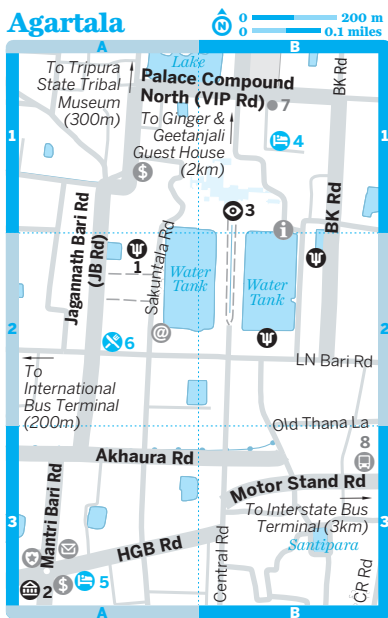 Agartala
N
0 200 m
0 0.1 miles
A B
Lake
To Tripura
State Tribal
Museum
(300m)
Palace Compound
North (VIP Rd)
7
BK Rd
To Ginger &
Geetanjali
Guest House
(2km)
4
1 1
$
3
i
BK Rd
Jagannath Bari Rd
(JB Rd)
1
Sakuntala Rd
Water
Tank
Water
Tank
2 2
@
6
LN Bari Rd
To
International
Bus Terminal
(200m)
Old Thana La
8
Akhaura Rd
Motor Stand Rd
To Interstate Bus
Terminal (3km)
Santipara
3 3
Mantri Bari Rd
HGB Rd
Central Rd
CR Rd
2
$
5
A B